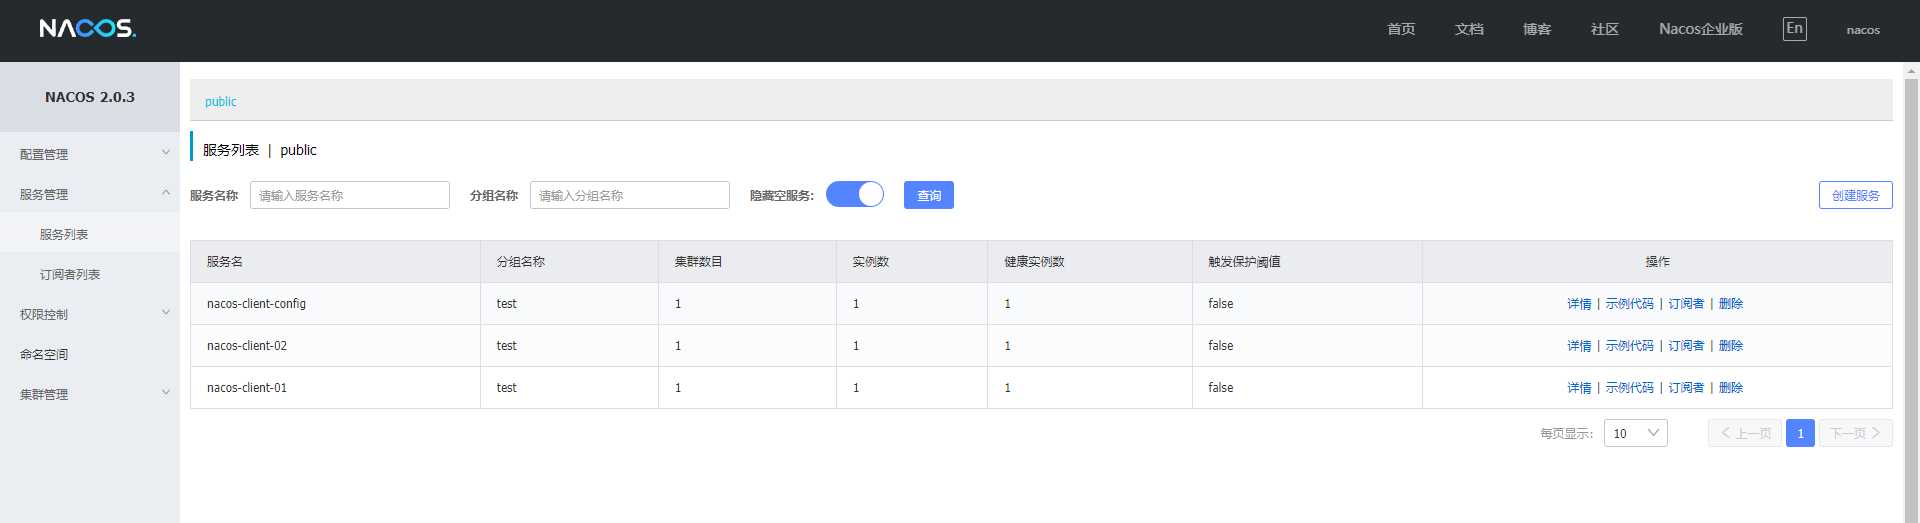 NACOS.
首页 文档 博客 社区 Nacos企业版 En nacos
NACOS 2.0.3
配置管理
服务管理
服务列表
订阅者列表
权限控制
命名空间
集群管理
public
服务列表 | public
服务名称 请输入服务名称 分组名称 请输入分组名称 隐藏空服务: 查询 创建服务
服务名 分组名称 集群数目 实例数 健康实例数 触发保护阈值 操作
nacos-client-config test 1 1 1 false 详情 | 示例代码 | 订阅者 | 删除
nacos-client-02 test 1 1 1 false 详情 | 示例代码 | 订阅者 | 删除
nacos-client-01 test 1 1 1 false 详情 | 示例代码 | 订阅者 | 删除
每页显示: 10 上一页 1 下一页